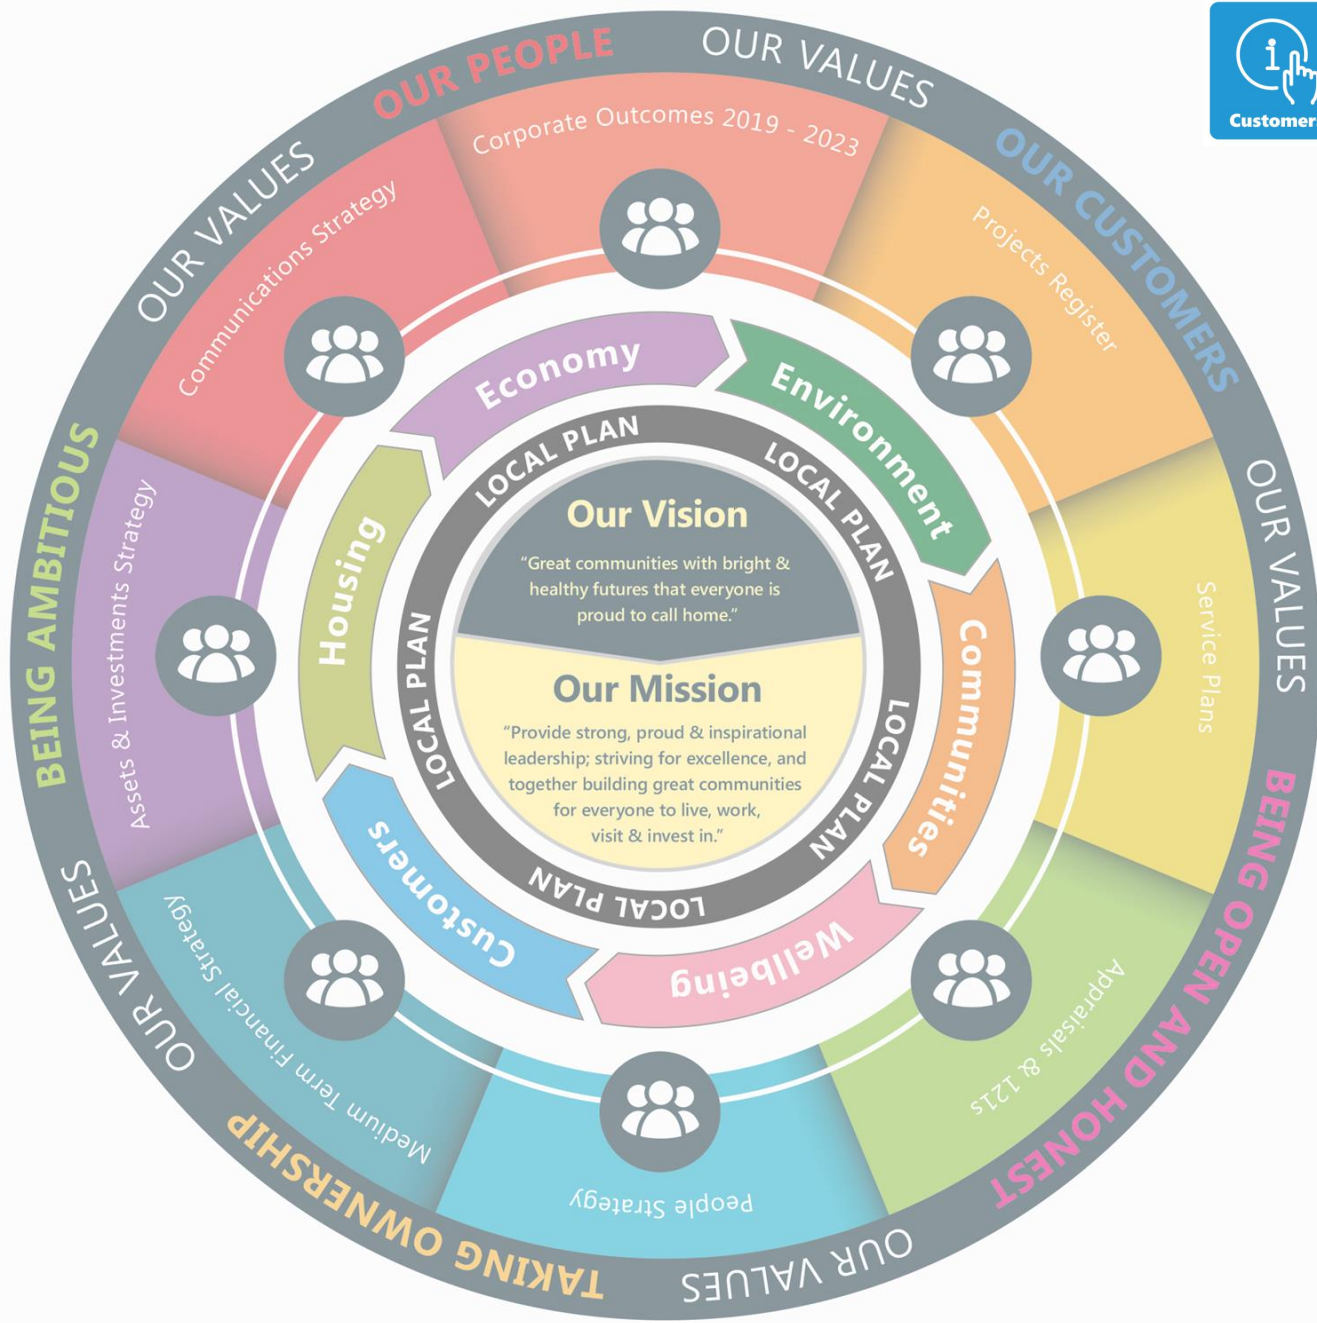 OUR PEOPLE
OUR VALUES
OUR CUSTOMERS
OUR VALUES
BEING OPEN AND HONEST
OUR VALUES
TAKING OWNERSHIP
OUR VALUES
BEING AMBITIOUS
OUR VALUES
Customer
Corporate Outcomes 2019 - 2023
Projects Register
Service Plans
Appraisals & 121s
People Strategy
Medium Term Financial Strategy
Assets & Investments Strategy
Communications Strategy
Economy
Environment
Communities
Wellbeing
Customers
Housing
LOCAL PLAN
LOCAL PLAN
LOCAL PLAN
LOCAL PLAN
LOCAL PLAN
Our Vision
“Great communities with bright &
healthy futures that everyone is
proud to call home.”
Our Mission
“Provide strong, proud & inspirational
leadership; striving for excellence, and
together building great communities
for everyone to live, work,
visit & invest in.”